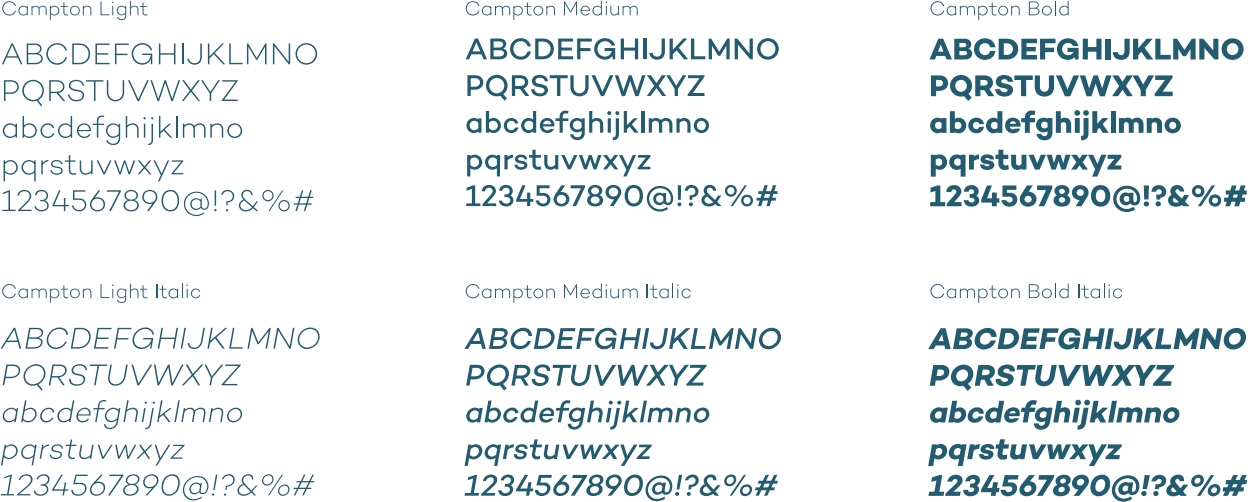 Campton Light
ABCDEFGHIJKLMNO
PQRSTUVWXYZ
abcdefghijklmno
pqrstuvwxyz
1234567890@!?&%#
Campton Medium
ABCDEFGHIJKLMNO
PQRSTUVWXYZ
abcdefghijklmno
pqrstuvwxyz
1234567890@!?&%#
Campton Bold
ABCDEFGHIJKLMNO
PQRSTUVWXYZ
abcdefghijklmno
pqrstuvwxyz
1234567890@!?&%#
Campton Light Italic
ABCDEFGHIJKLMNO
PQRSTUVWXYZ
abcdefghijklmno
pqrstuvwxyz
1234567890@!?&%#
Campton Medium Italic
ABCDEFGHIJKLMNO
PQRSTUVWXYZ
abcdefghijklmno
pqrstuvwxyz
1234567890@!?&%#
Campton Bold Italic
ABCDEFGHIJKLMNO
PQRSTUVWXYZ
abcdefghijklmno
pqrstuvwxyz
1234567890@!?&%#